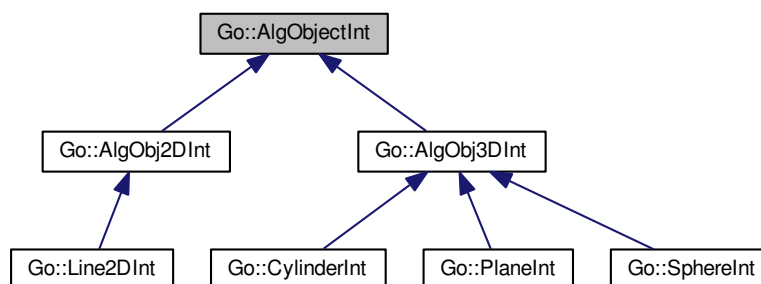 Go::AlgObjectInt
Go::AlgObj2DInt
Go::AlgObj3DInt
Go::Line2DInt
Go::CylinderInt
Go::PlaneInt
Go::SphereInt